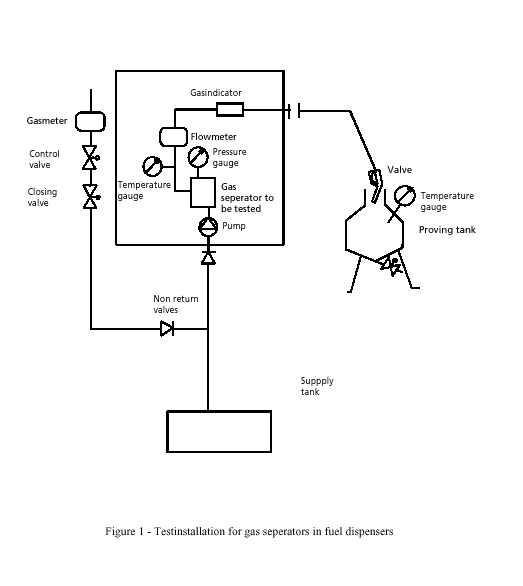 Gasindicator
Gasmeter
Flowmeter
Control
valve
Pressure
gauge
Closing
valve
Temperature
gauge
Gas
seperator to
be tested
Pump
Valve
Temperature
gauge
Proving tank
Non return
valves
Suppply
tank
Figure 1 - Testinstallation for gas seperators in fuel dispensers